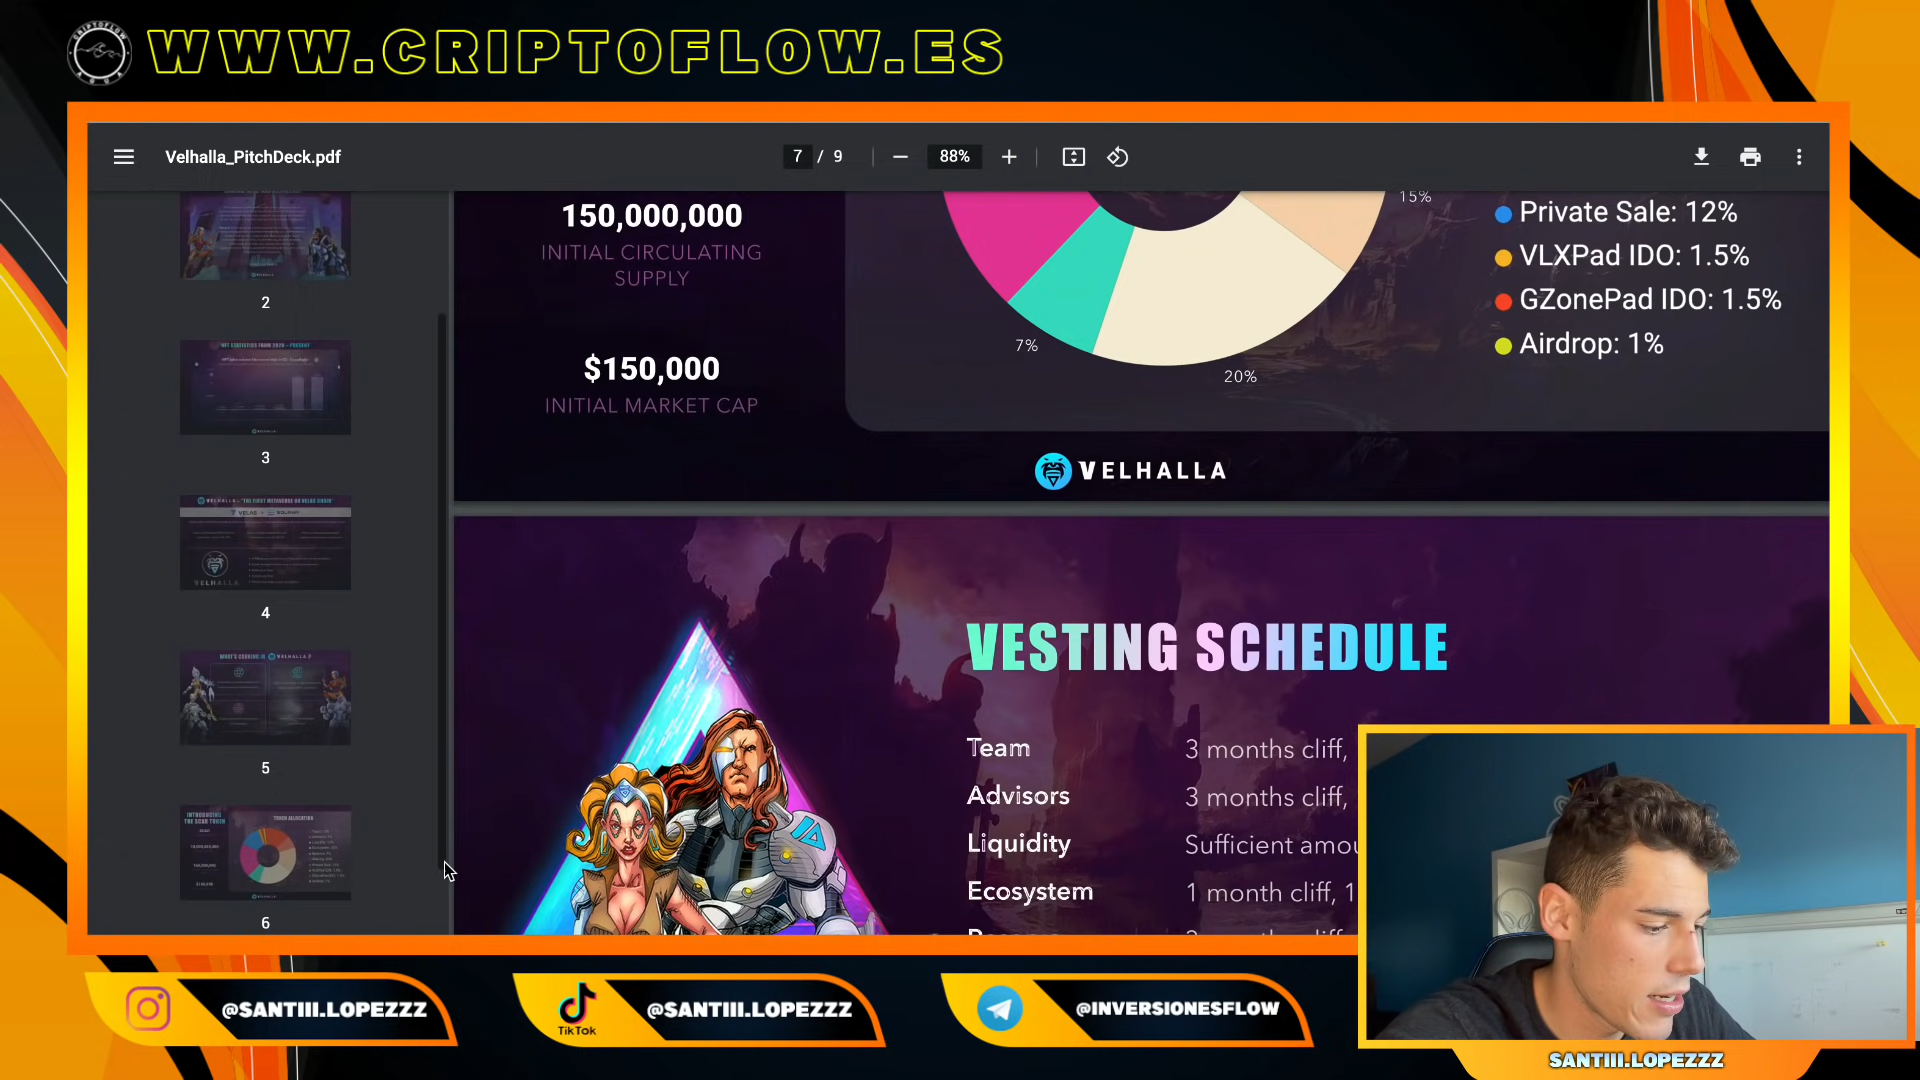 WWW.CRIPTOFLOW.ES
Velhalla_PitchDeck.pdf
7 / 9
88%
2
3
4
5
6
150,000,000
INITIAL CIRCULATING
SUPPLY
$150,000
INITIAL MARKET CAP
15%
7%
20%
Private Sale: 12%
VLXPad IDO: 1.5%
GZonePad IDO: 1.5%
Airdrop: 1%
VELHALLA
VESTING SCHEDULE
Team 3 months cliff,
Advisors 3 months cliff,
Liquidity Sufficient amou
Ecosystem 1 month cliff, 1
@SANTIII.LOPEZZZ
TikTok
@SANTIII.LOPEZZZ
@INVERSIONESFLOW
SANTIII.LOPEZZZ